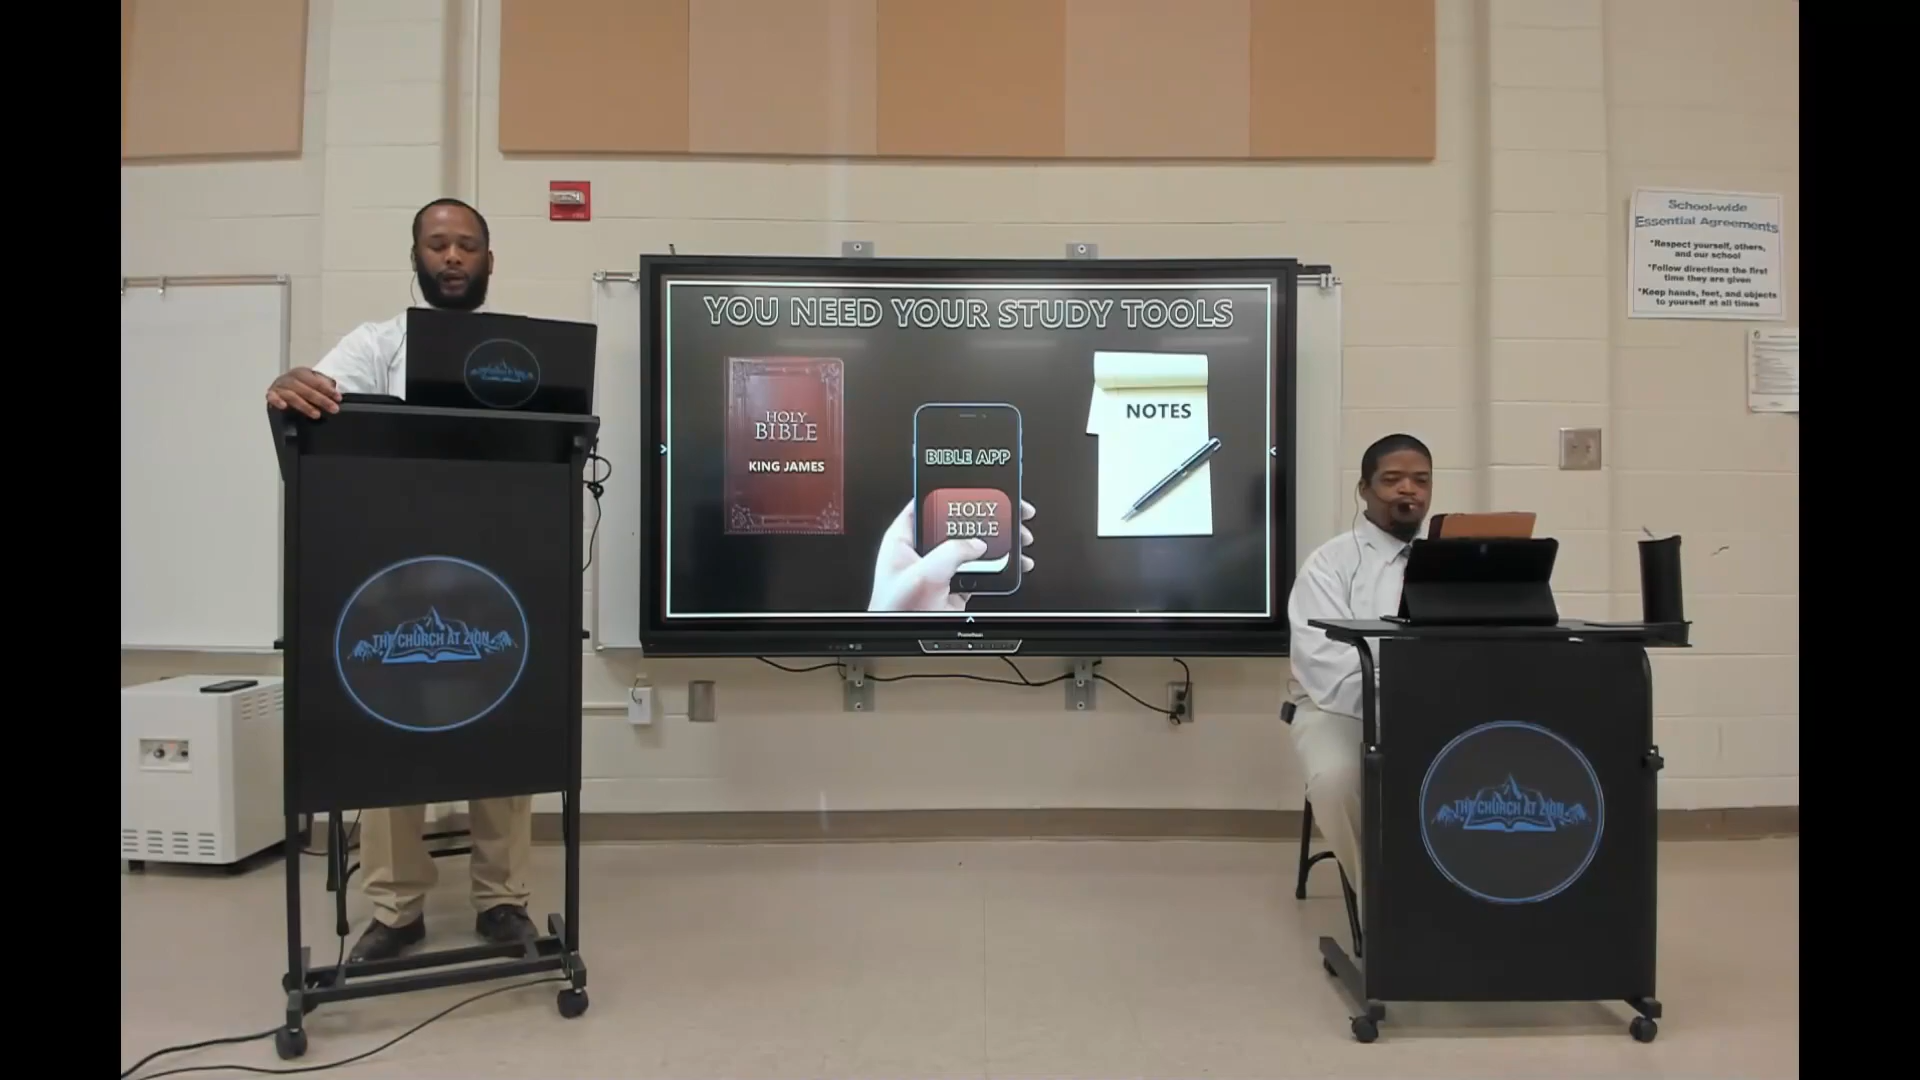 School-wide
Essential Agreements
*Respect yourself, others,
and our school
*Follow directions the first
time they are given
*Keep hands, feet, and objects
to yourself at all times
YOU NEED YOUR STUDY TOOLS
HOLY
BIBLE
KING JAMES
BIBLE APP
HOLY
BIBLE
NOTES
Promethean
THE CHURCH AT ZION
THE CHURCH AT ZION